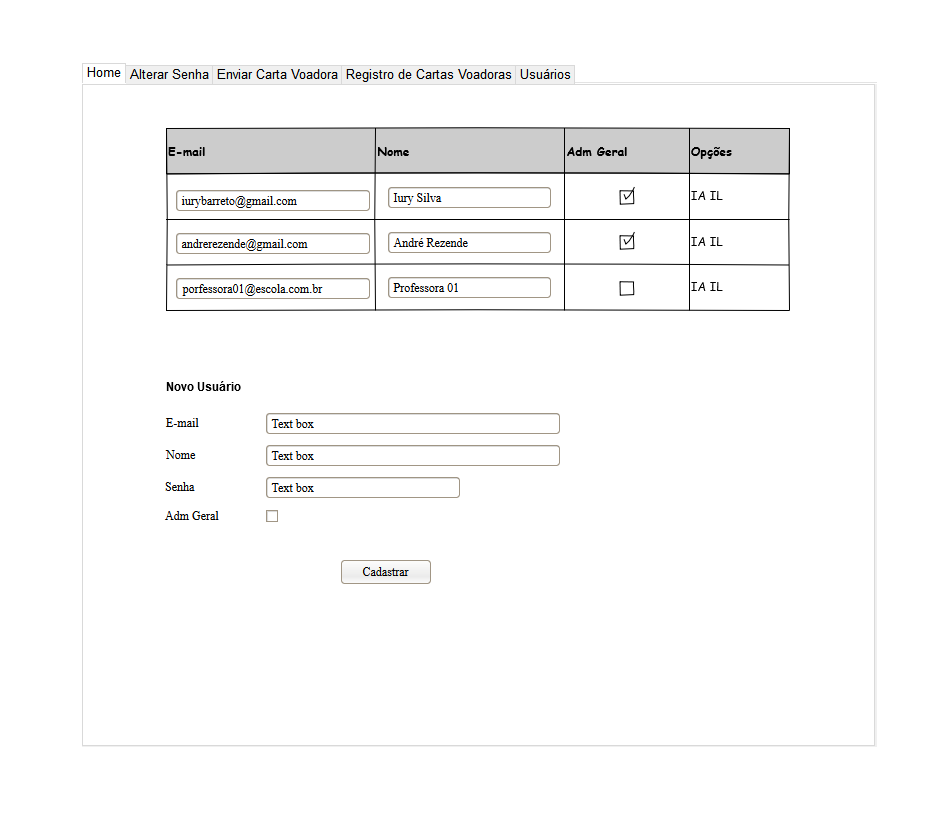 Home Alterar Senha Enviar Carta Voadora Registro de Cartas Voadoras Usuários
E-mail Nome Adm Geral Opções
iurybarreto@gmail.com Iury Silva IA IL
andrerezende@gmail.com André Rezende IA IL
porfessora01@escola.com.br Professora 01 IA IL
Novo Usuário
E-mail Text box
Nome Text box
Senha Text box
Adm Geral
Cadastrar